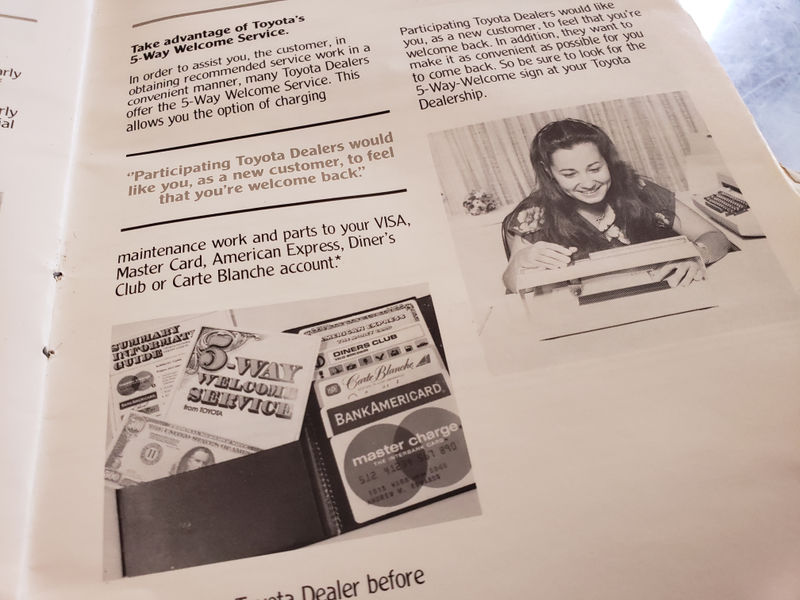 arly
rly
ial
Take advantage of Toyota's
5-Way Welcome Service.
In order to assist you, the customer, in
obtaining recommended service work in a
convenient manner, many Toyota Dealers
offer the 5-Way Welcome Service. This
allows you the option of charging
"Participating Toyota Dealers would
like you, as a new customer, to feel
that you're welcome back."
maintenance work and parts to your VISA,
Master Card, American Express, Diner's
Club or Carte Blanche account.*
SUMMARY
INFORMAT
GUIDE
5-WAY
WELCOME
SERVICE
from TOYOTA
AMERICAN EXPRESS
DINERS CLUB
Carte Blanche
BANKAMERICARD
master charge
THE INTERBANK CARD
Toyota Dealer before
Participating Toyota Dealers would like
you, as a new customer, to feel that you're
welcome back. In addition, they want to
make it as convenient as possible for you
to come back. So be sure to look for the
5-Way-Welcome sign at your Toyota
Dealership.